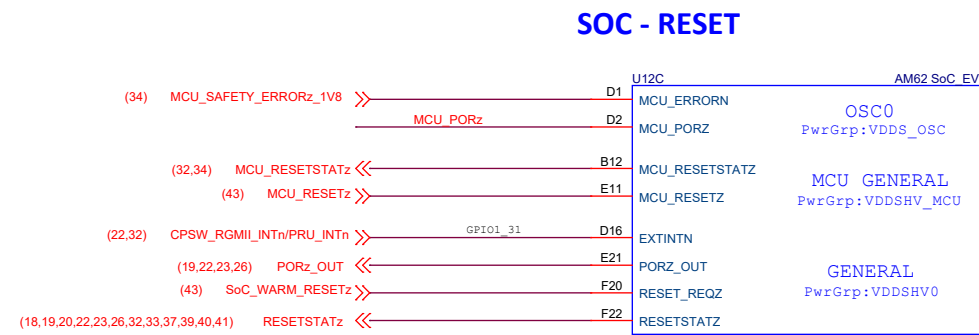 SOC - RESET
U12C AM62 SoC_EV
(34) MCU_SAFETY_ERRORz_1V8 D1 MCU_ERRORN
OSC0
MCU_PORz D2 MCU_PORZ
PwrGrp:VDDS_OSC
(32,34) MCU_RESETSTATz B12 MCU_RESETSTATZ
MCU GENERAL
(43) MCU_RESETz E11 MCU_RESETZ
PwrGrp:VDDSHV_MCU
(22,32) CPSW_RGMII_INTn/PRU_INTn GPIO1_31 D16 EXTINTN
(19,22,23,26) PORz_OUT E21 PORZ_OUT
GENERAL
(43) SoC_WARM_RESETz F20 RESET_REQZ
PwrGrp:VDDSHV0
(18,19,20,22,23,26,32,33,37,39,40,41) RESETSTATz F22 RESETSTATZ